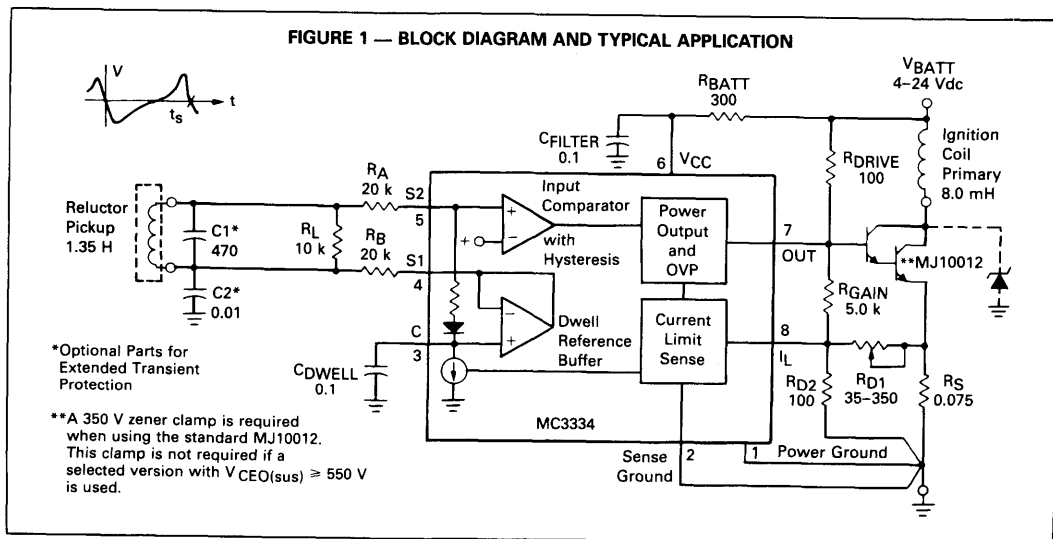 FIGURE 1 — BLOCK DIAGRAM AND TYPICAL APPLICATION
V
t
ts
VBATT
4–24 Vdc
RBATT
300
CFILTER
0.1
6
VCC
RDRIVE
100
Ignition
Coil
Primary
8.0 mH
Reluctor
Pickup
1.35 H
C1*
470
C2*
0.01
RL
10 k
RA
20 k
RB
20 k
S2
5
S1
4
C
3
CDWELL
0.1
Input
Comparator
with
Hysteresis
+
−
+
−
+
Dwell
Reference
Buffer
Power
Output
and
OVP
Current
Limit
Sense
MC3334
7
OUT
8
IL
**MJ10012
RGAIN
5.0 k
RD2
100
RD1
35–350
RS
0.075
Sense
Ground
2
1
Power Ground
*Optional Parts for
Extended Transient
Protection
**A 350 V zener clamp is required
when using the standard MJ10012.
This clamp is not required if a
selected version with VCEO(sus) ≥ 550 V
is used.